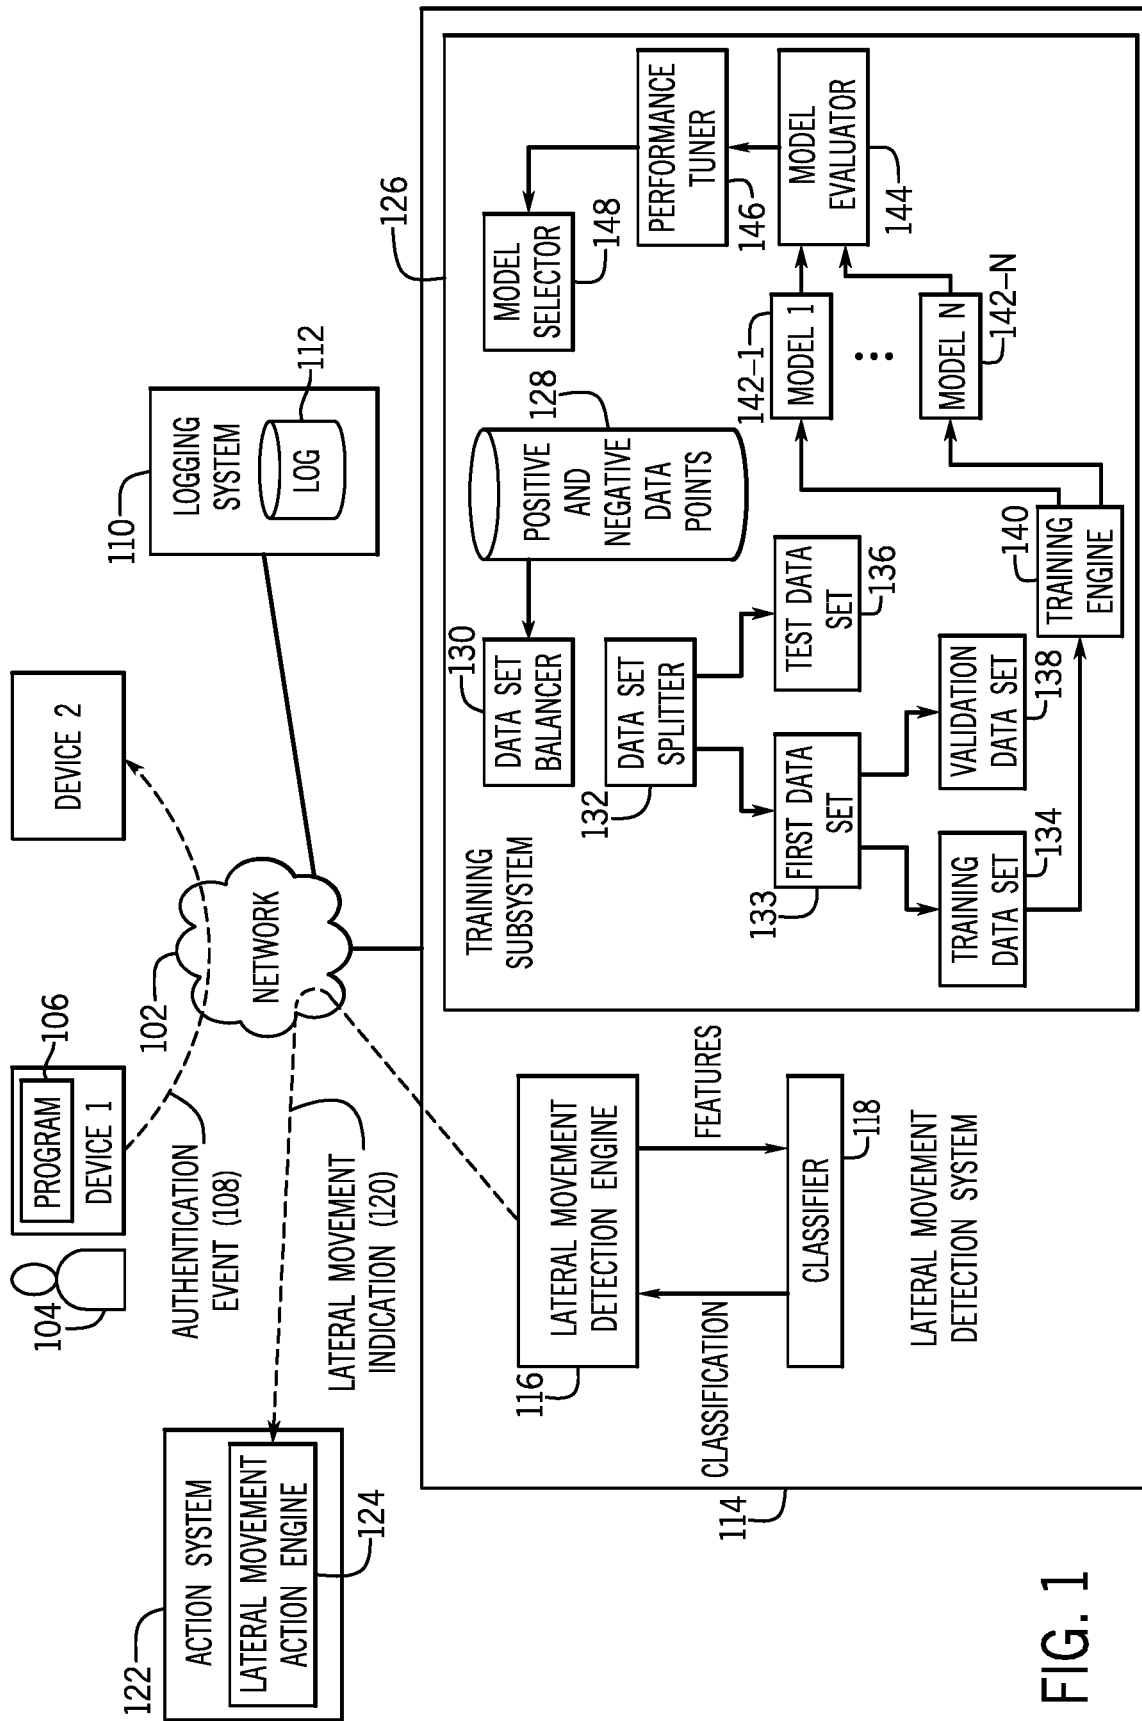 122
ACTION SYSTEM
LATERAL MOVEMENT
ACTION ENGINE
124
104
PROGRAM
106
DEVICE 1
AUTHENTICATION
EVENT (108)
LATERAL MOVEMENT
INDICATION (120)
102
NETWORK
DEVICE 2
110
LOGGING
SYSTEM
LOG
112
114
116
LATERAL MOVEMENT
DETECTION ENGINE
CLASSIFICATION
FEATURES
CLASSIFIER
118
LATERAL MOVEMENT
DETECTION SYSTEM
126
TRAINING
SUBSYSTEM
130
DATA SET
BALANCER
POSITIVE
AND
NEGATIVE DATA
POINTS
128
MODEL
SELECTOR
148
132
DATA SET
SPLITTER
PERFORMANCE
TUNER
146
133
FIRST DATA
SET
TEST DATA
SET
136
142-1
MODEL 1
MODEL
EVALUATOR
144
TRAINING
DATA SET
134
VALIDATION
DATA SET
138
MODEL N
142-N
140
TRAINING
ENGINE
FIG. 1